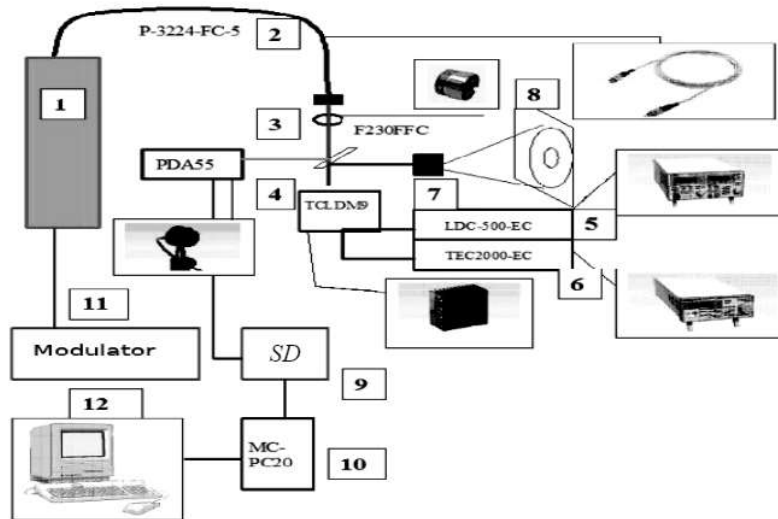 P-3224-FC-5
2
1
8
3
F230FFC
PDA55
4
TCLDM9
7
LDC-500-EC
5
TEC2000-EC
6
11
Modulator
SD
9
12
MC-
PC20
10